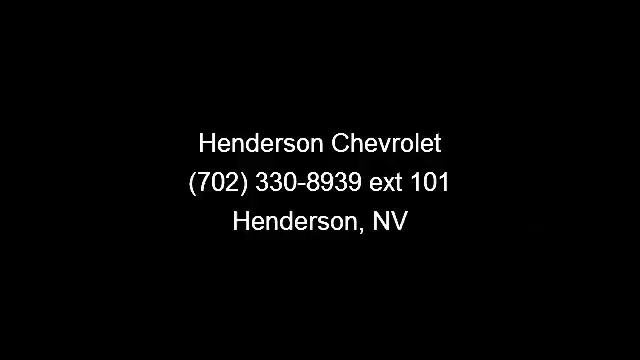 Henderson Chevrolet
(702) 330-8939 ext 101
Henderson, NV